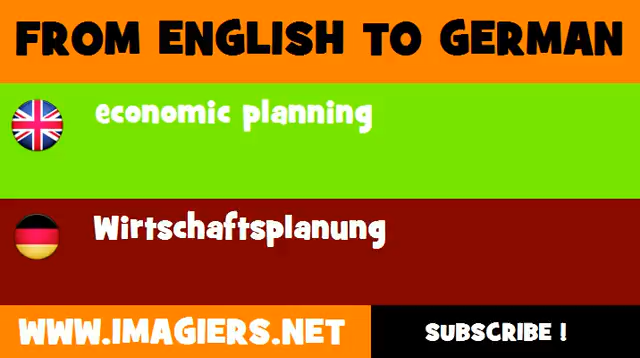 FROM ENGLISH TO GERMAN
economic planning
Wirtschaftsplanung
WWW.IMAGIERS.NET
SUBSCRIBE !